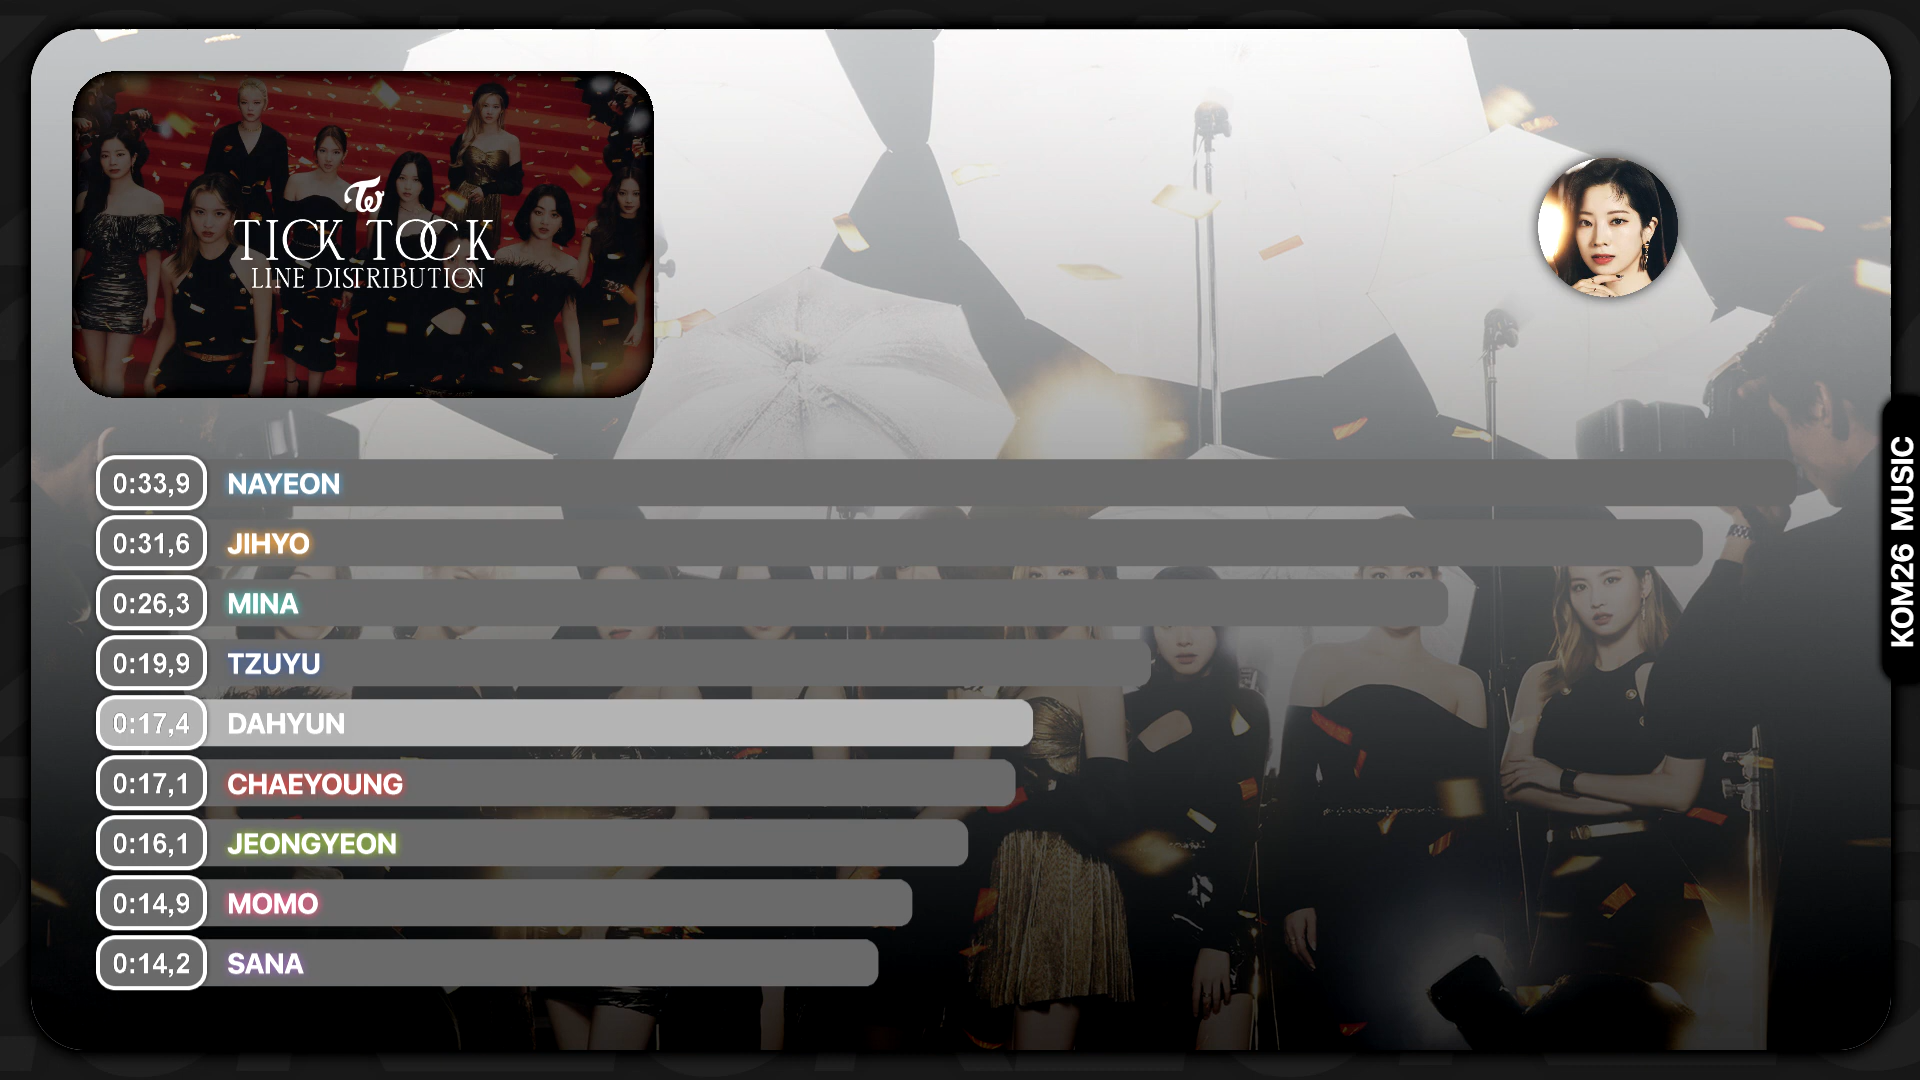 TICK TOCK
LINE DISTRIBUTION
0:33,9 NAYEON
0:31,6 JIHYO
0:26,3 MINA
0:19,9 TZUYU
0:17,4 DAHYUN
0:17,1 CHAEYOUNG
0:16,1 JEONGYEON
0:14,9 MOMO
0:14,2 SANA
KOM26 MUSIC